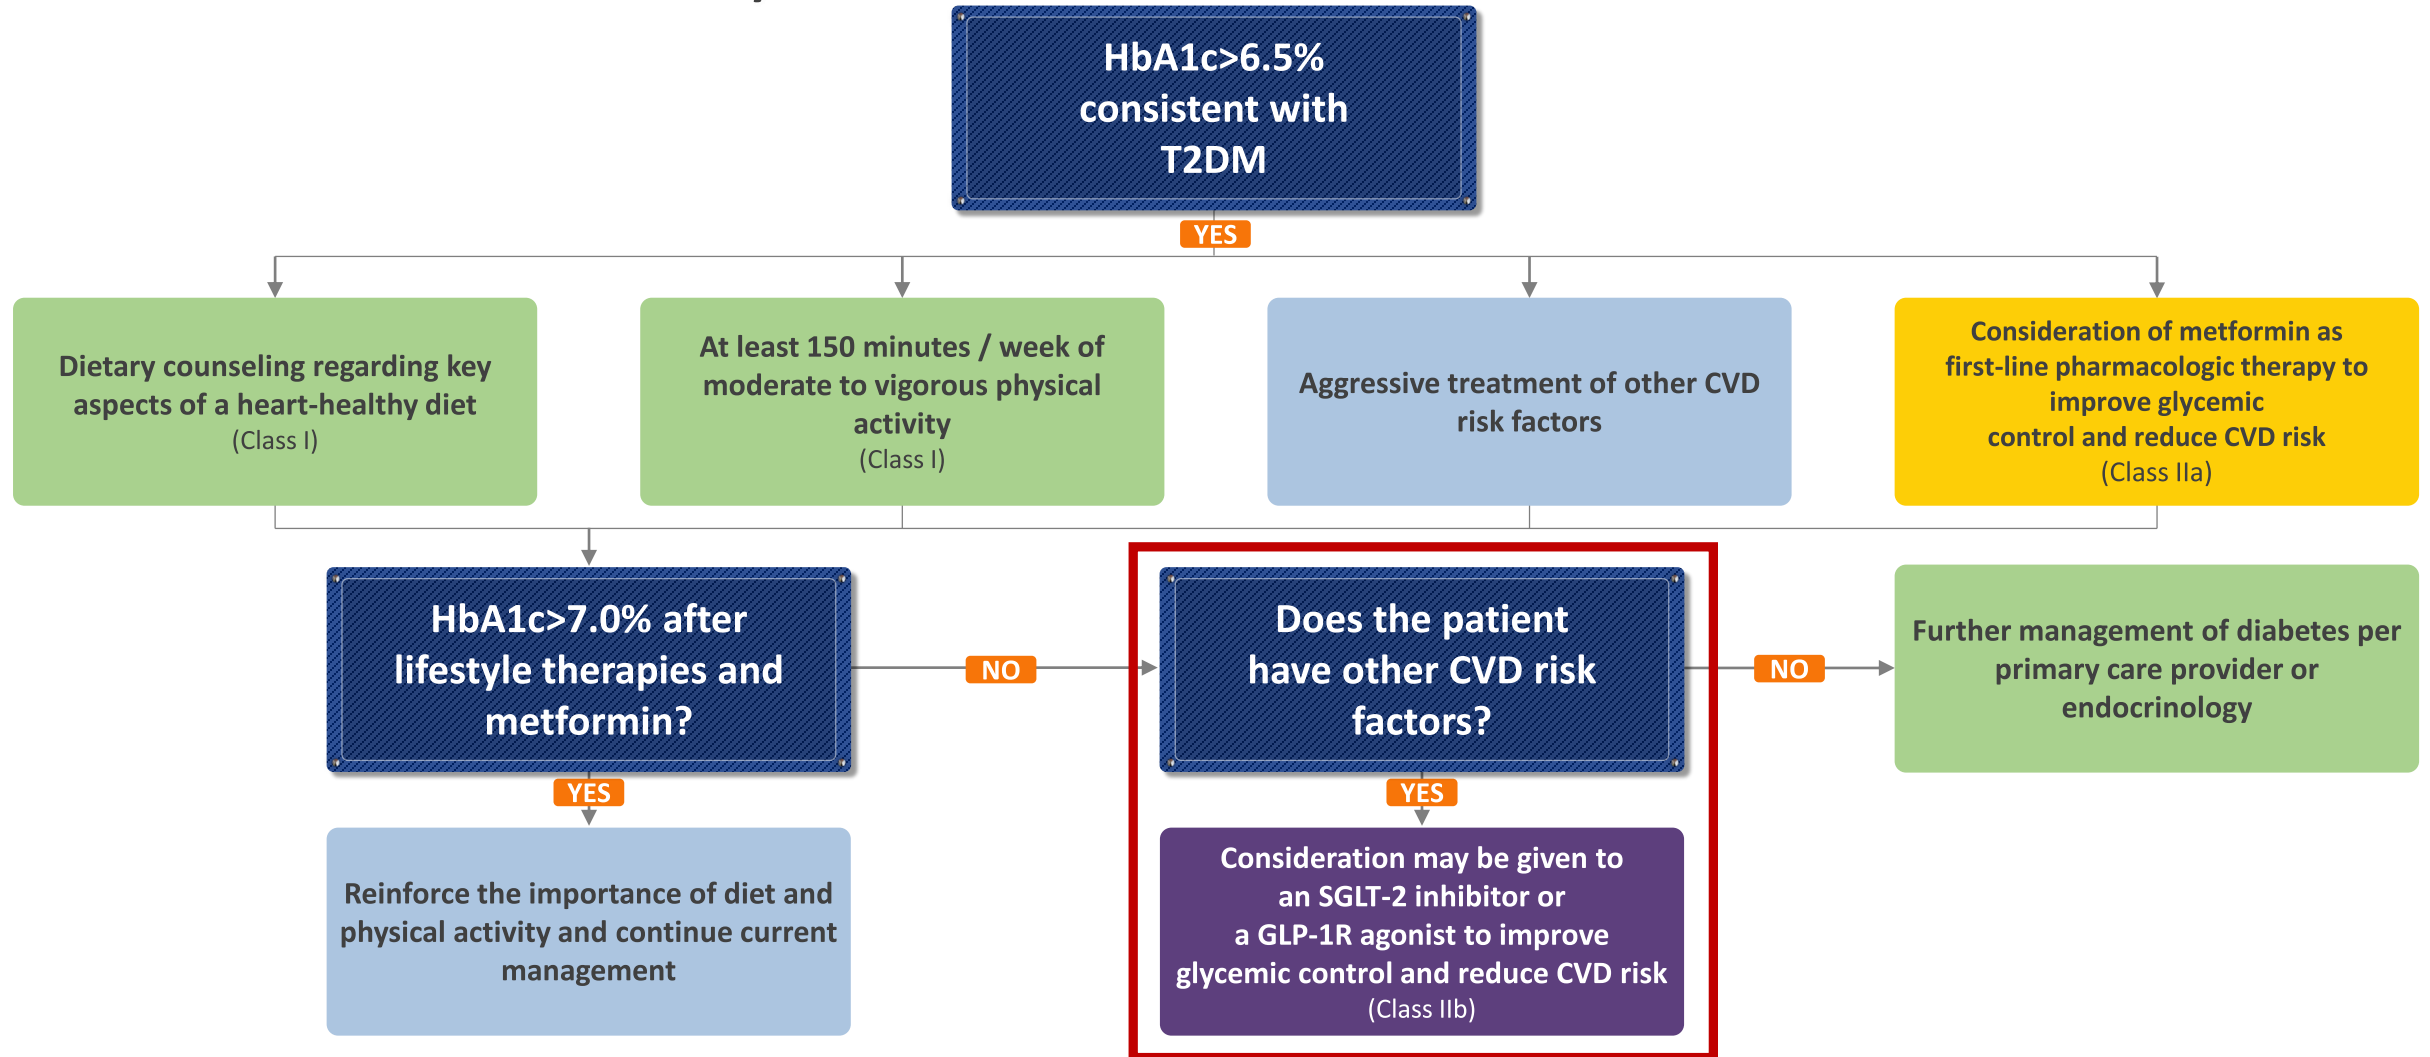 HbA1c>6.5%
consistent with
T2DM
YES
Dietary counseling regarding key
aspects of a heart-healthy diet
(Class I)
At least 150 minutes / week of
moderate to vigorous physical
activity
(Class I)
Aggressive treatment of other CVD
risk factors
Consideration of metformin as
first-line pharmacologic therapy to
improve glycemic
control and reduce CVD risk
(Class IIa)
HbA1c>7.0% after
lifestyle therapies and
metformin?
NO
Does the patient
have other CVD risk
factors?
NO
Further management of diabetes per
primary care provider or
endocrinology
YES
YES
Reinforce the importance of diet and
physical activity and continue current
management
Consideration may be given to
an SGLT-2 inhibitor or
a GLP-1R agonist to improve
glycemic control and reduce CVD risk
(Class IIb)